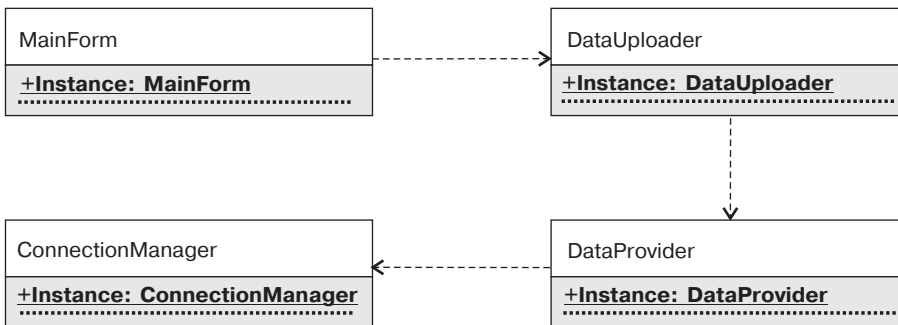 MainForm
+Instance: MainForm
DataUploader
+Instance: DataUploader
ConnectionManager
+Instance: ConnectionManager
DataProvider
+Instance: DataProvider